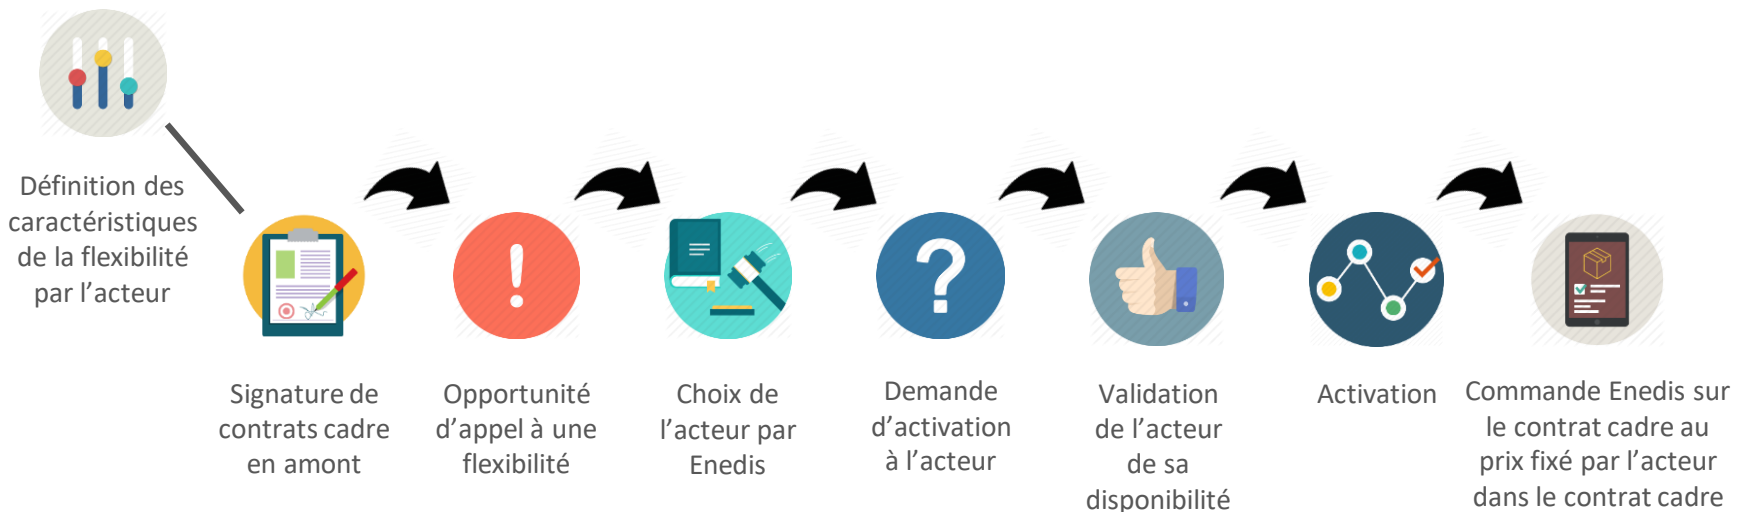 Définition des
caractéristiques
de la flexibilité
par l’acteur
Signature de
contrats cadre
en amont
Opportunité
d’appel à une
flexibilité
Choix de
l’acteur par
Enedis
Demande
d’activation
à l’acteur
Validation
de l’acteur
de sa
disponibilité
Activation
Commande Enedis sur
le contrat cadre au
prix fixé par l’acteur
dans le contrat cadre